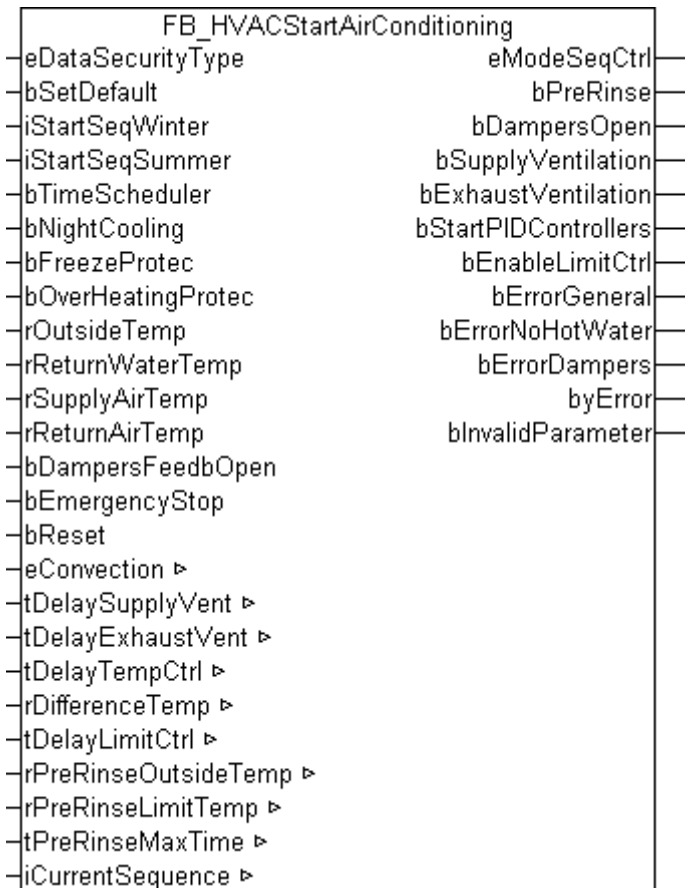 FB_HVACStartAirConditioning
eDataSecurityType eModeSeqCtrl
bSetDefault bPreRinse
iStartSeqWinter bDampersOpen
iStartSeqSummer bSupplyVentilation
bTimeScheduler bExhaustVentilation
bNightCooling bStartPIDControllers
bFreezeProtec bEnableLimitCtrl
bOverHeatingProtec bErrorGeneral
rOutsideTemp bErrorNoHotWater
rReturnWaterTemp bErrorDampers
rSupplyAirTemp byError
rReturnAirTemp bInvalidParameter
bDampersFeedbOpen
bEmergencyStop
bReset
eConvection ▹
tDelaySupplyVent ▹
tDelayExhaustVent ▹
tDelayTempCtrl ▹
rDifferenceTemp ▹
tDelayLimitCtrl ▹
rPreRinseOutsideTemp ▹
rPreRinseLimitTemp ▹
tPreRinseMaxTime ▹
iCurrentSequence ▹